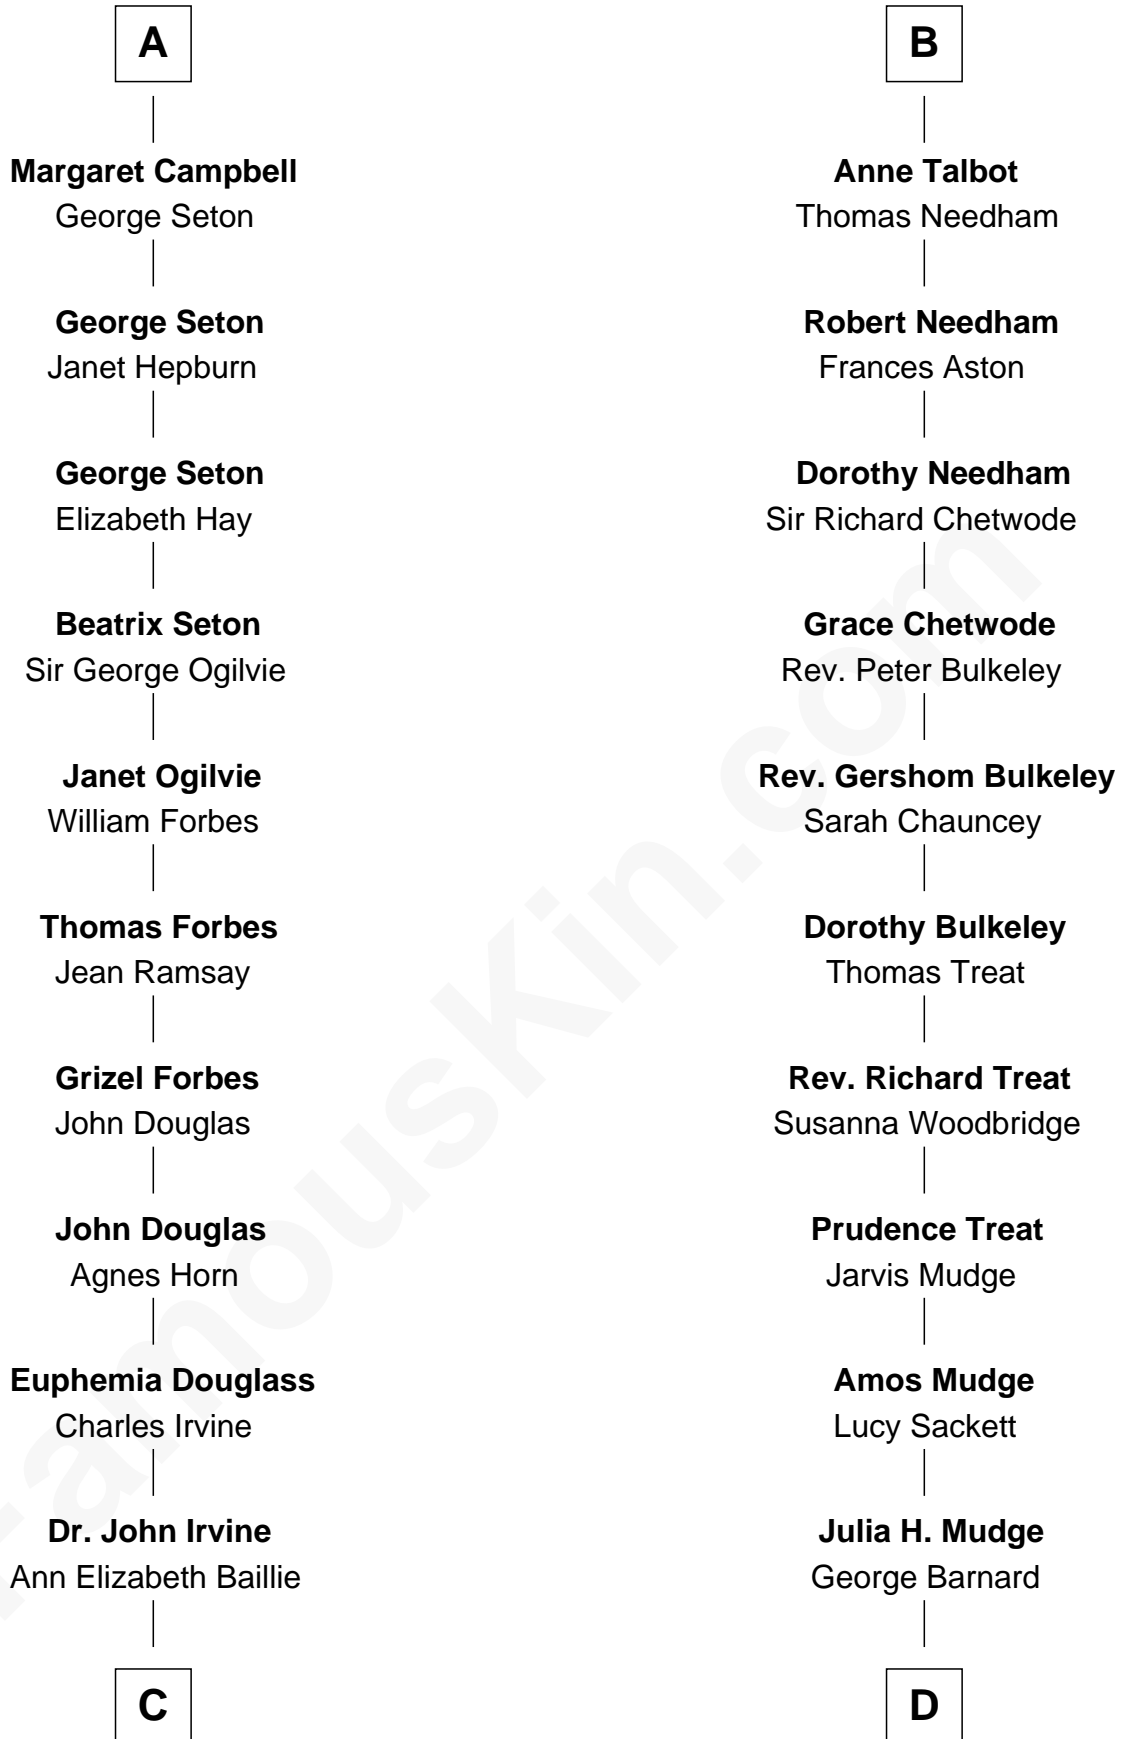 A
Margaret Campbell
George Seton
George Seton
Janet Hepburn
George Seton
Elizabeth Hay
Beatrix Seton
Sir George Ogilvie
Janet Ogilvie
William Forbes
Thomas Forbes
Jean Ramsay
Grizel Forbes
John Douglas
John Douglas
Agnes Horn
Euphemia Douglass
Charles Irvine
Dr. John Irvine
Ann Elizabeth Baillie
C
B
Anne Talbot
Thomas Needham
Robert Needham
Frances Aston
Dorothy Needham
Sir Richard Chetwode
Grace Chetwode
Rev. Peter Bulkeley
Rev. Gershom Bulkeley
Sarah Chauncey
Dorothy Bulkeley
Thomas Treat
Rev. Richard Treat
Susanna Woodbridge
Prudence Treat
Jarvis Mudge
Amos Mudge
Lucy Sackett
Julia H. Mudge
George Barnard
D
FamousKin.com